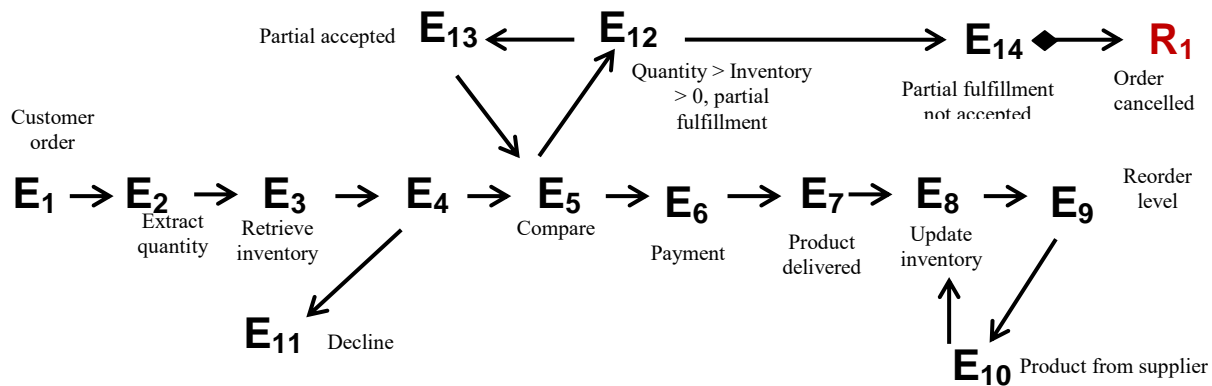 Partial accepted
E13
E12
E14
R1
Quantity > Inventory
> 0, partial
fulfillment
Partial fulfillment
not accepted
Order
cancelled
Customer
order
E1
E2
E3
E4
E5
E6
E7
E8
E9
Reorder
level
Extract
quantity
Retrieve
inventory
Compare
Payment
Product
delivered
Update
inventory
E11
Decline
E10
Product from supplier